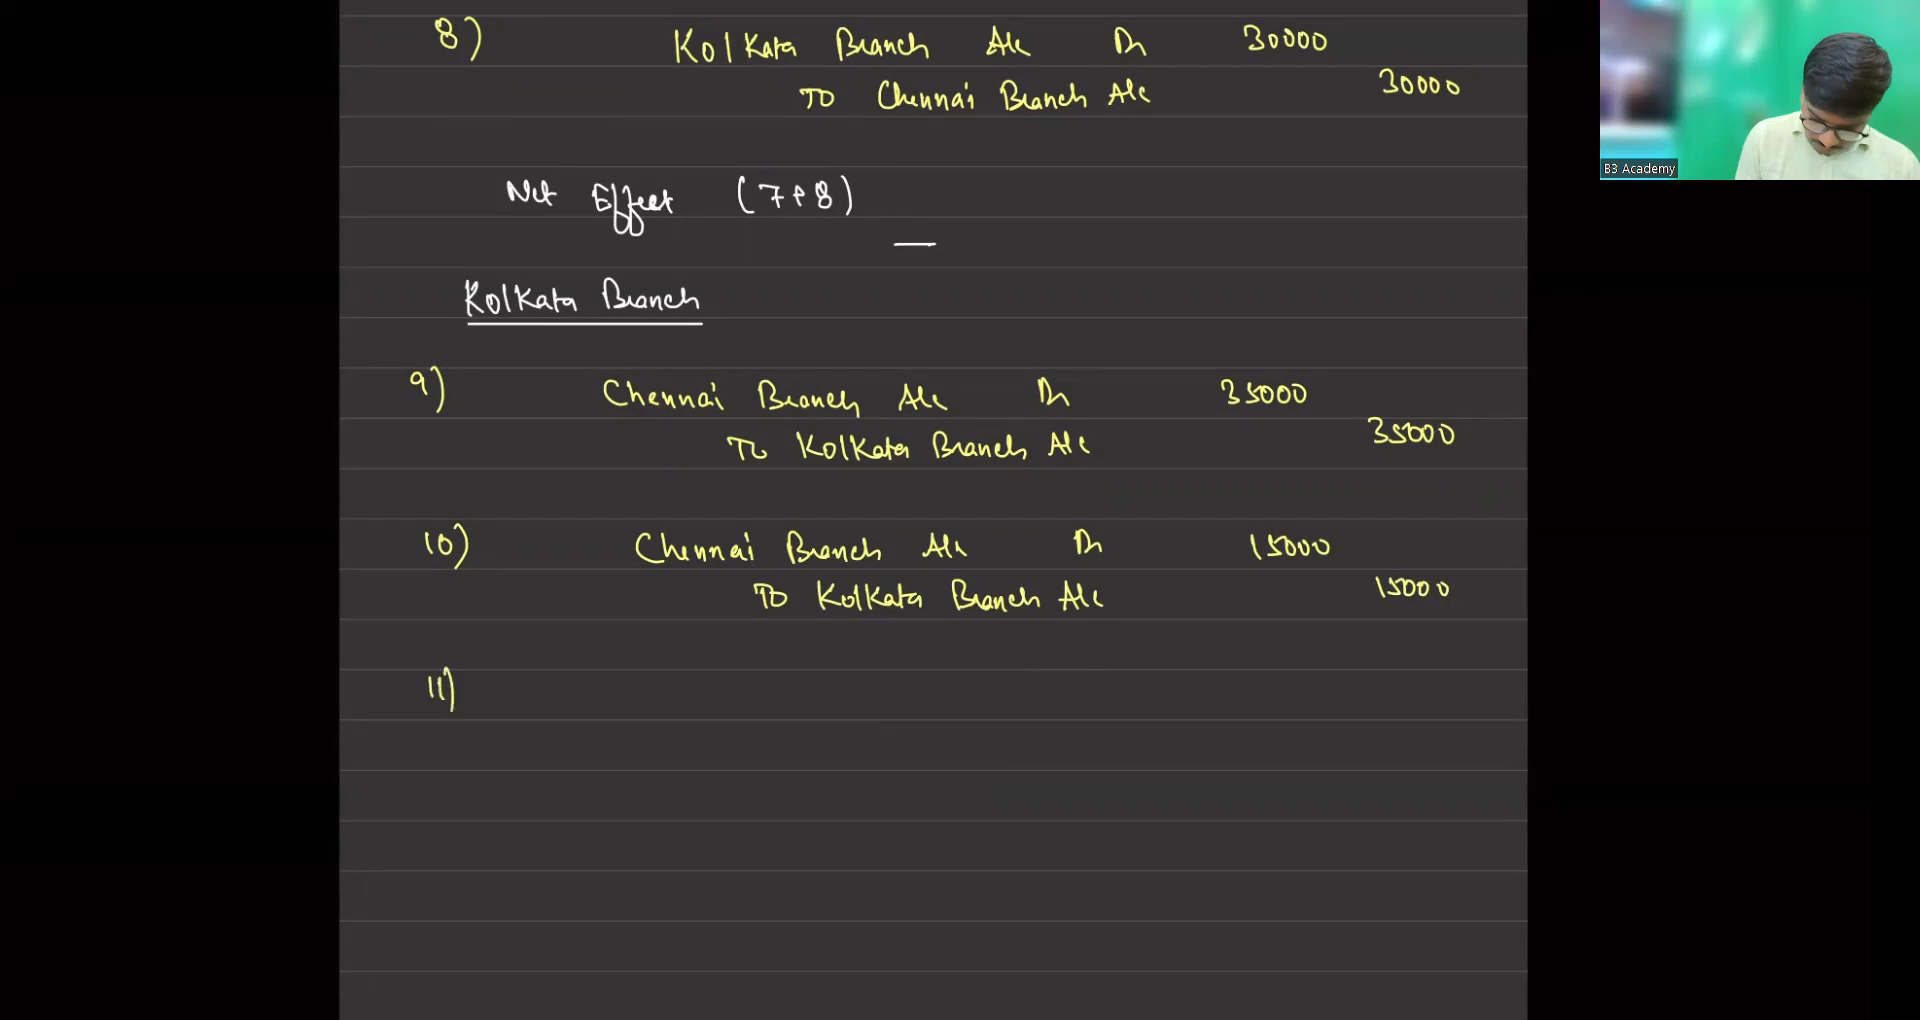 8) Kolkata Branch A/c Dr 30000
To Chennai Branch A/c 30000
Net Effect (7 & 8) —
Kolkata Branch
9) Chennai Branch A/c Dr 35000
To Kolkata Branch A/c 35000
10) Chennai Branch A/c Dr 15000
To Kolkata Branch A/c 15000
11)
B3 Academy